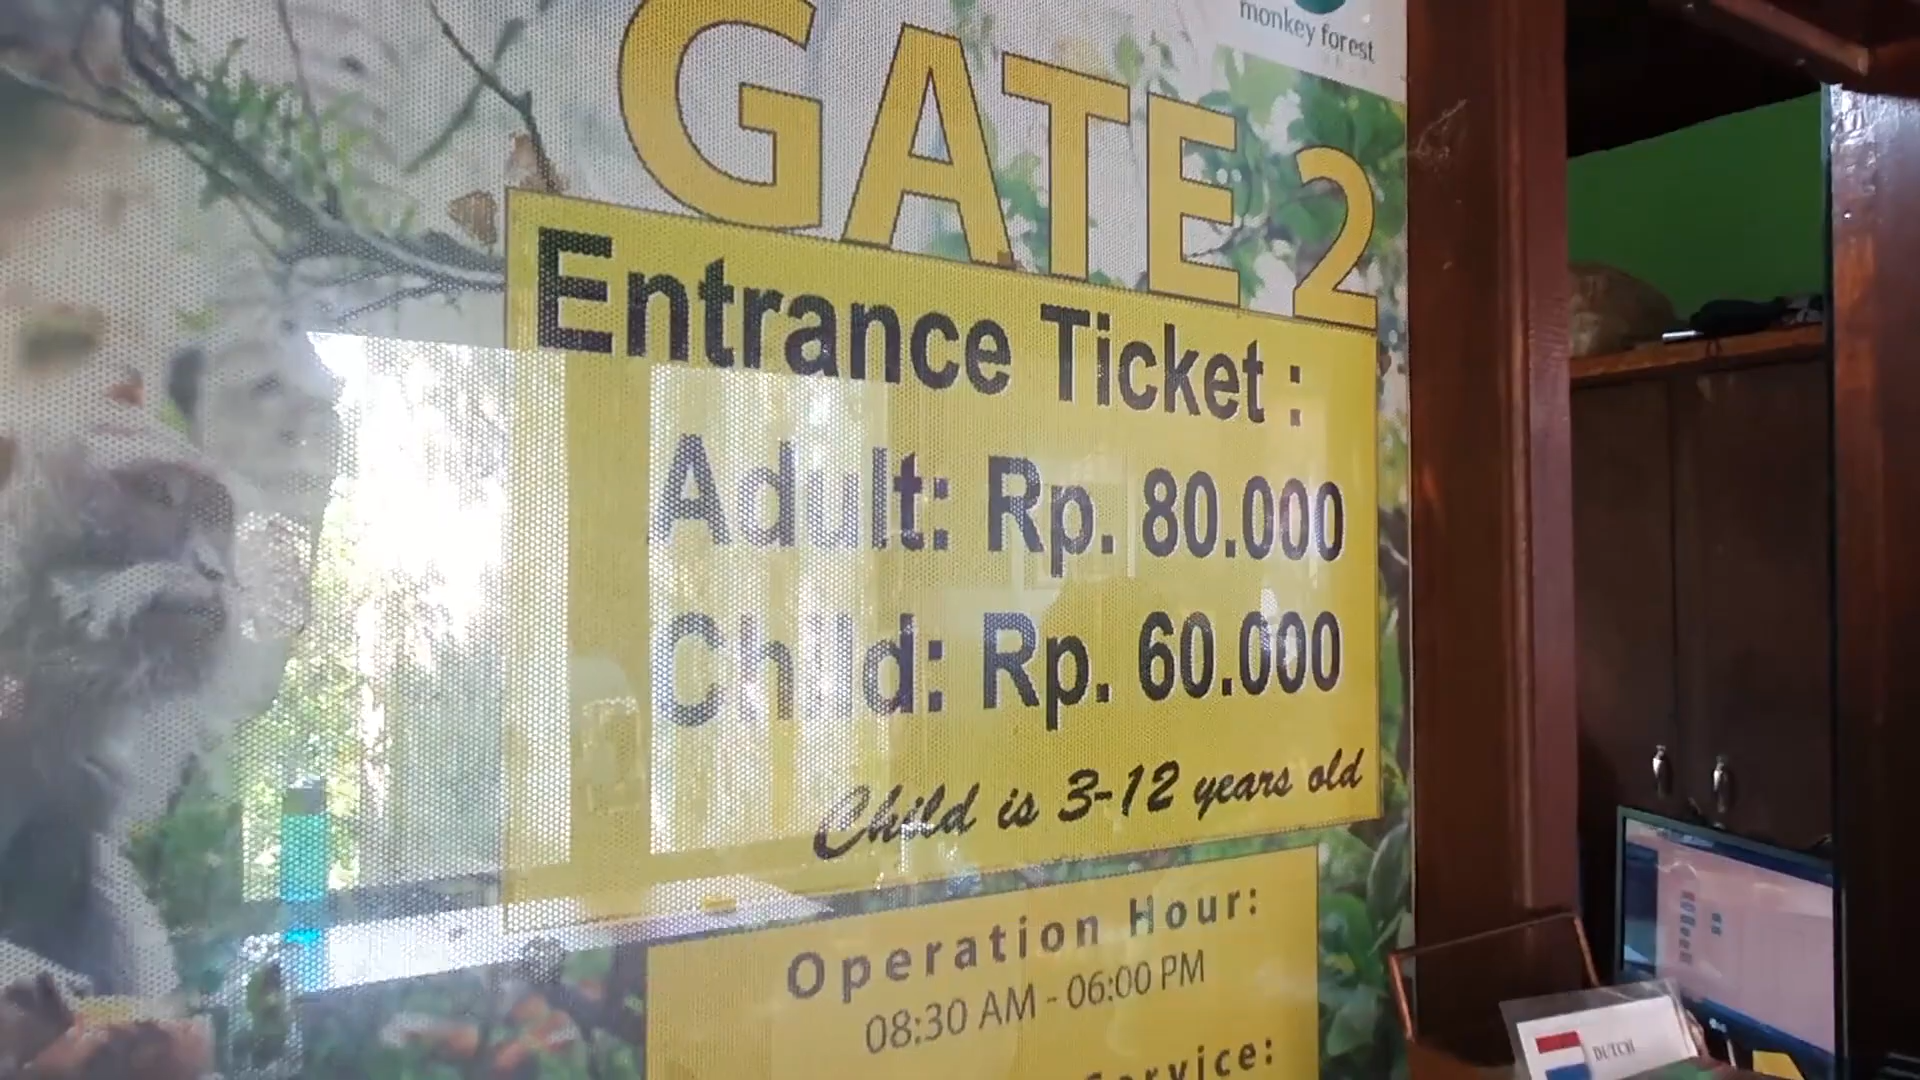 monkey forest
GATE 2
Entrance Ticket :
Adult: Rp. 80.000
Child: Rp. 60.000
Child is 3-12 years old
Operation Hour:
08:30 AM - 06:00 PM
DUTCH